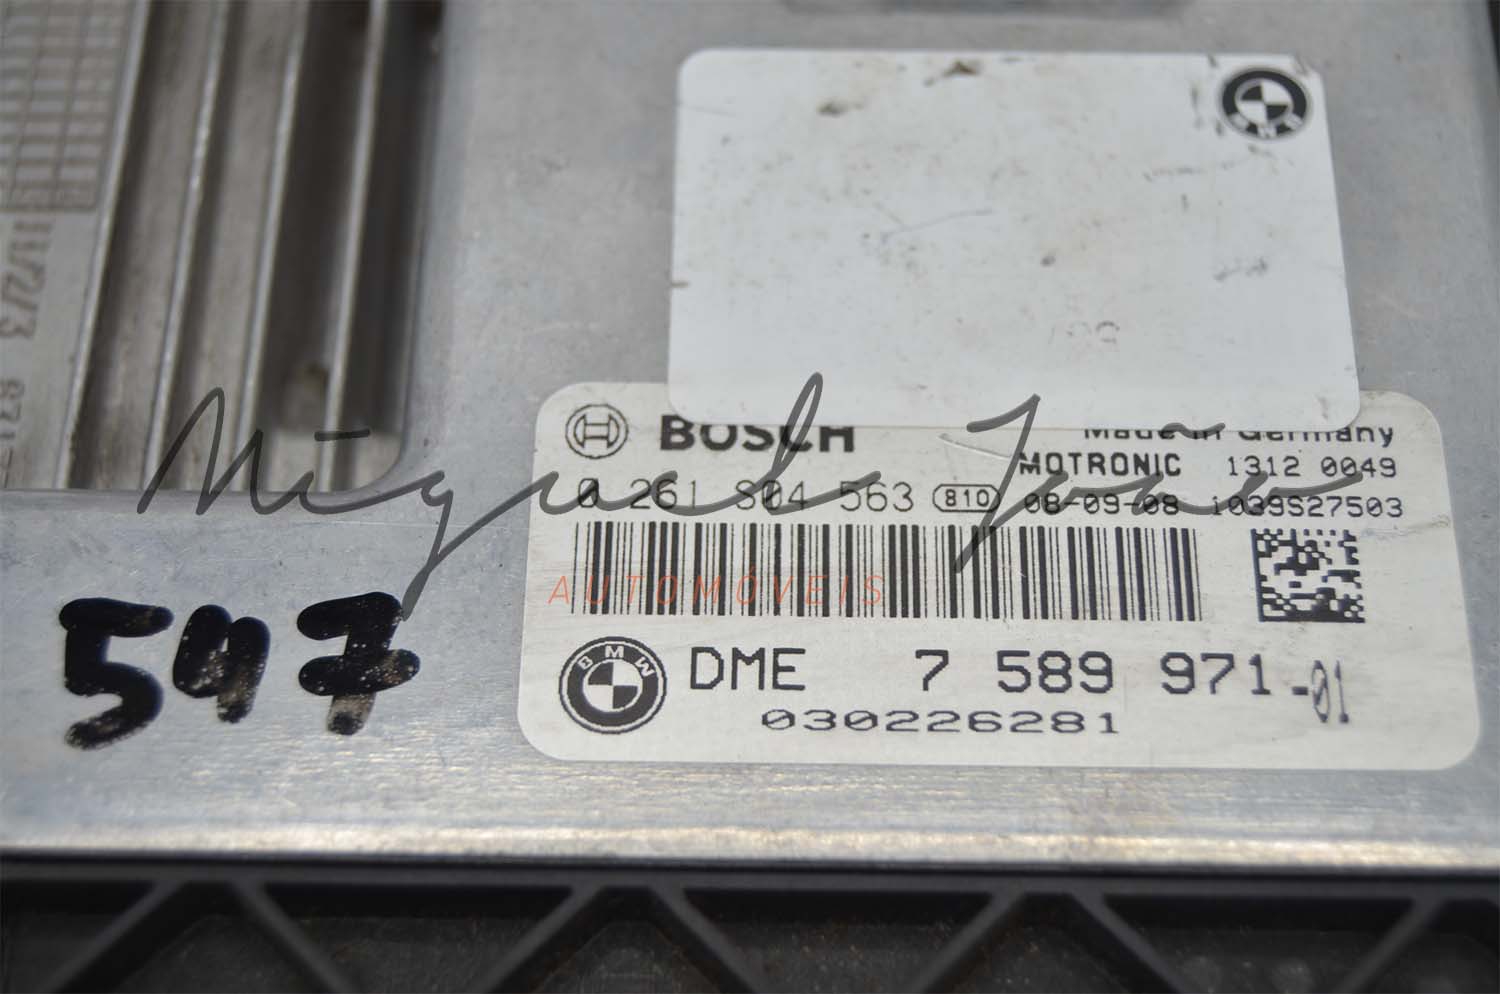 BMW
BOSCH
Made in Germany
MOTRONIC 1312 0049
0 261 S04 563 810 08-09-08 1039S27503
Miguel João
AUTOMÓVEIS
547
BMW
DME 7 589 971-01
030226281